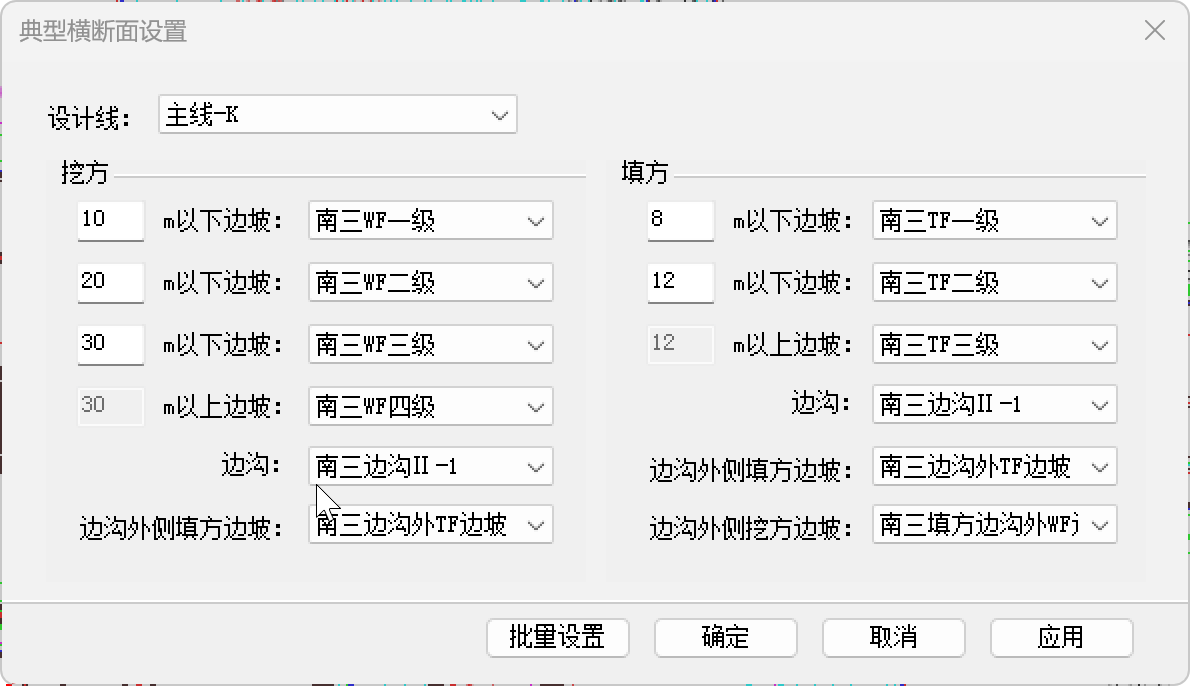 典型横断面设置
设计线： 主线-K
挖方
10 m以下边坡： 南三WF一级
20 m以下边坡： 南三WF二级
30 m以下边坡： 南三WF三级
30 m以上边坡： 南三WF四级
边沟： 南三边沟II-1
边沟外侧填方边坡： 南三边沟外TF边坡
填方
8 m以下边坡： 南三TF一级
12 m以下边坡： 南三TF二级
12 m以上边坡： 南三TF三级
边沟： 南三边沟II-1
边沟外侧填方边坡： 南三边沟外TF边坡
边沟外侧挖方边坡： 南三填方边沟外WF
批量设置 确定 取消 应用